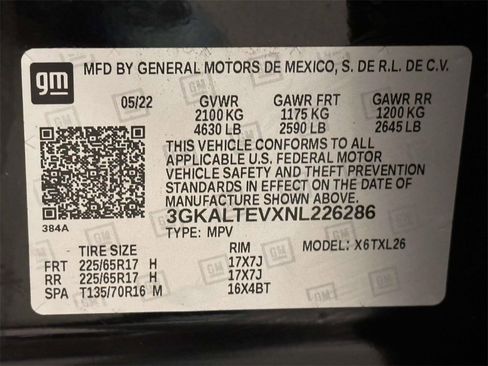 gm MFD BY GENERAL MOTORS DE MEXICO, S. DE R.L. DE C.V.
05/22 GVWR GAWR FRT GAWR RR
2100 KG 1175 KG 1200 KG
4630 LB 2590 LB 2645 LB
THIS VEHICLE CONFORMS TO ALL
APPLICABLE U.S. FEDERAL MOTOR
VEHICLE SAFETY AND THEFT PREVENTION
STANDARDS IN EFFECT ON THE DATE OF
MANUFACTURE SHOWN ABOVE.
384A
3GKALTEVXNL226286
TYPE: MPV MODEL: X6TXL26
TIRE SIZE RIM
FRT 225/65R17 H 17X7J
RR 225/65R17 H 17X7J
SPA T135/70R16 M 16X4BT